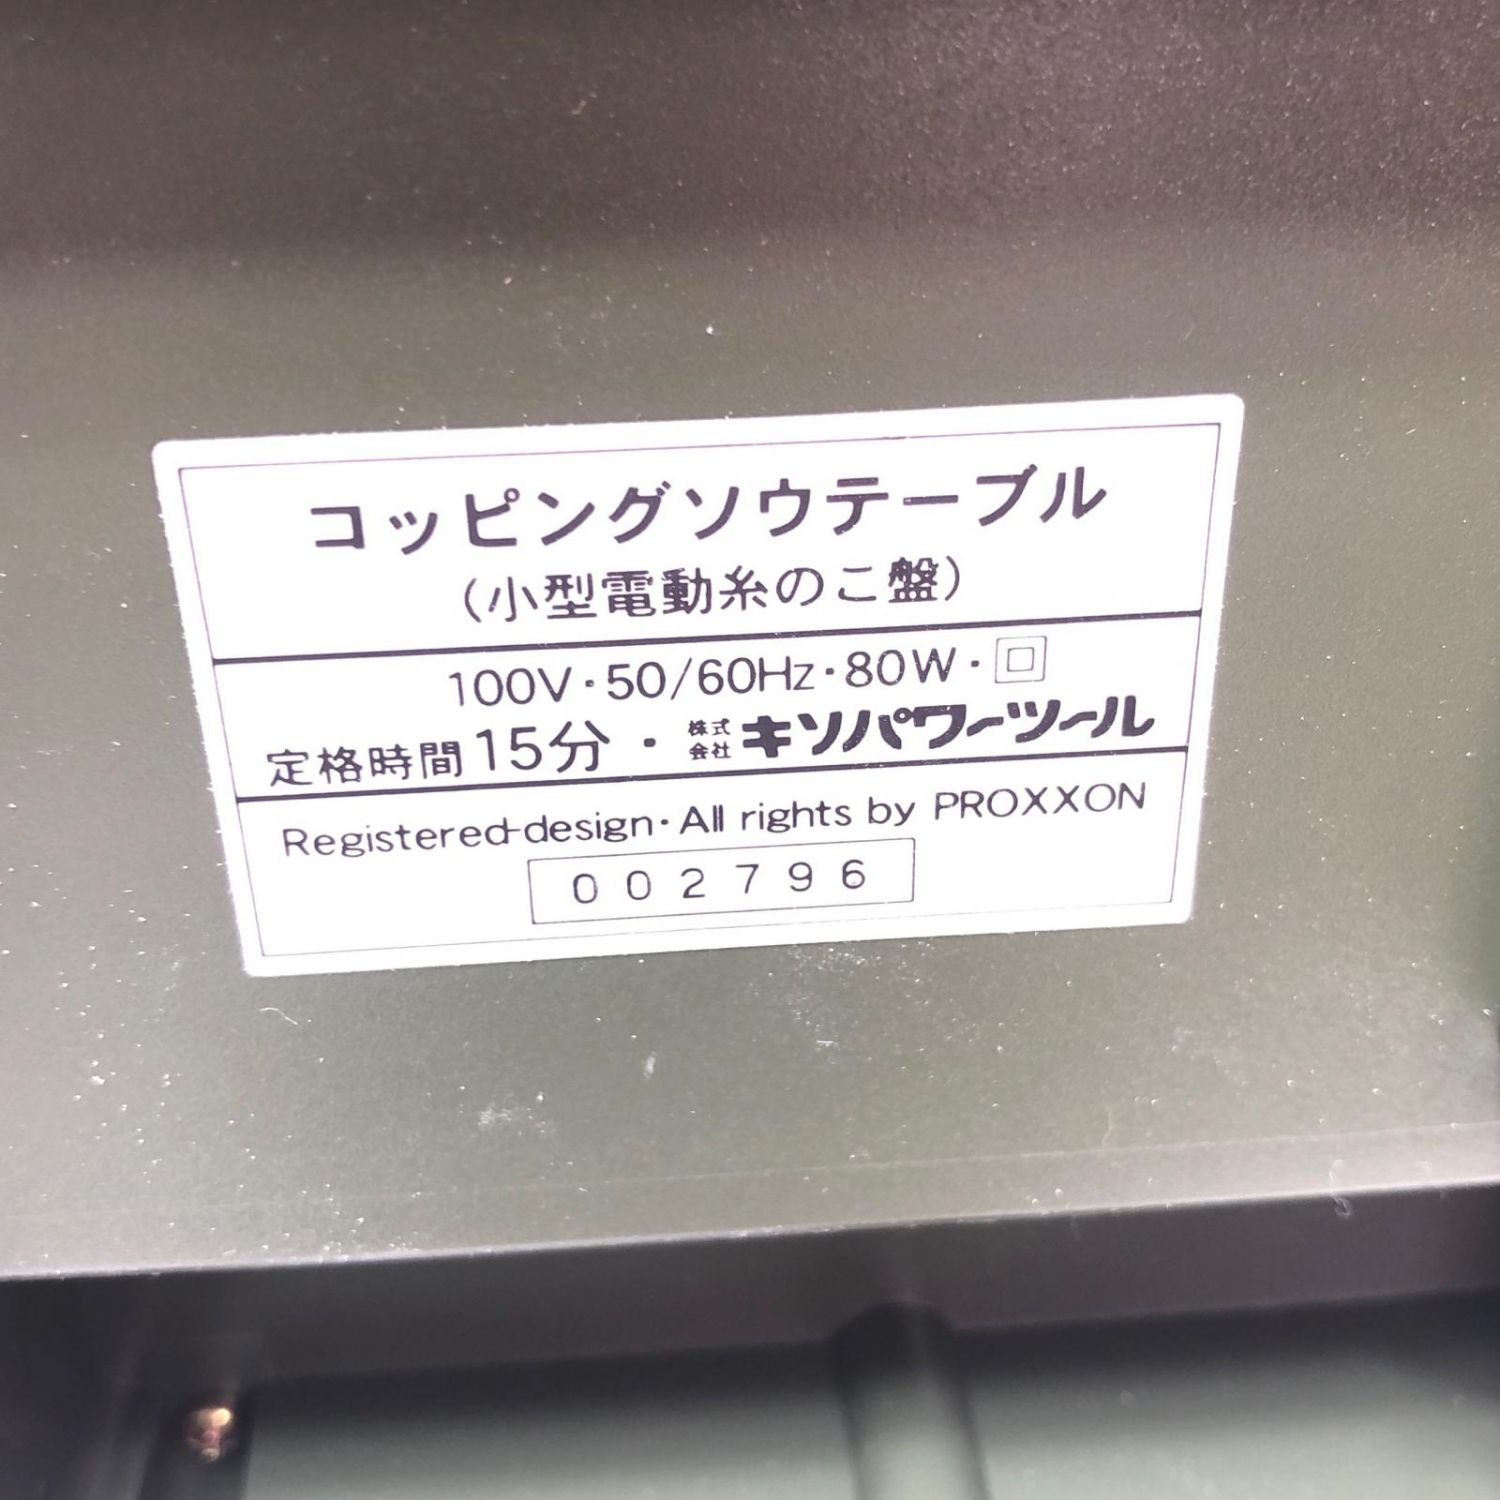 コッピングソウテーブル
（小型電動糸のこ盤）
100V・50/60Hz・80W・回
定格時間15分・株式会社キソパワーツール
Registered-design・All rights by PROXXON
002796